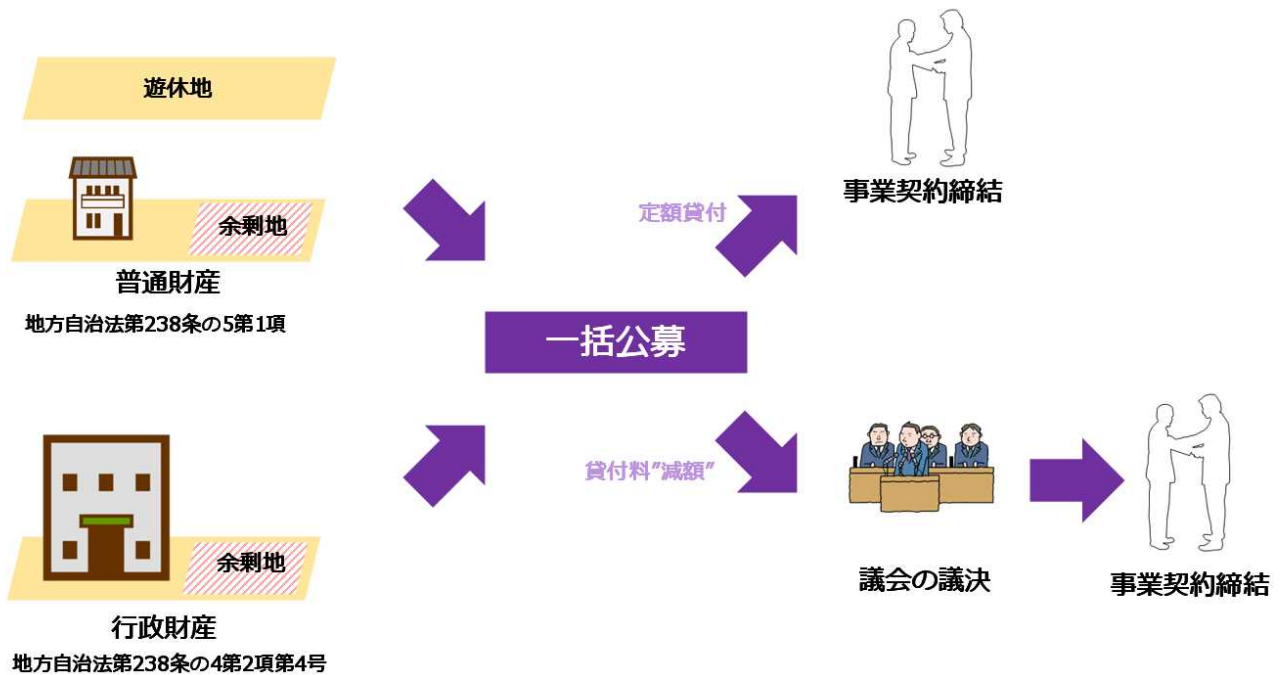 遊休地
余剰地
普通財産
地方自治法第238条の5第1項
余剰地
行政財産
地方自治法第238条の4第2項第4号
一括公募
定額貸付
事業契約締結
貸付料”減額”
議会の議決
事業契約締結